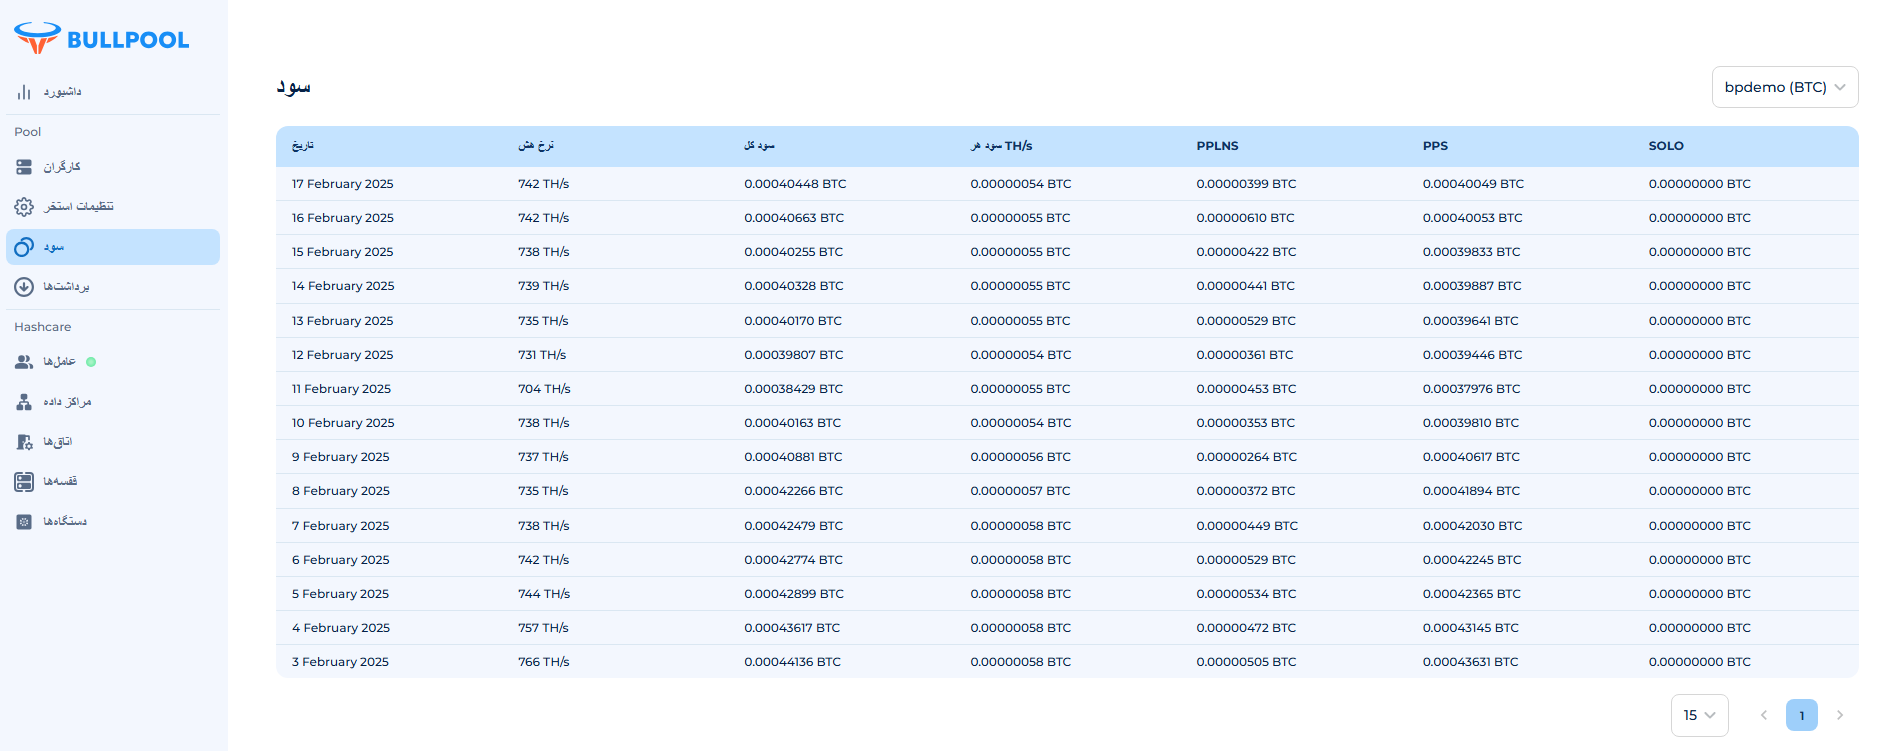 BULLPOOL
داشبورد
Pool
کارگران
تنظیمات استخر
سود
برداشت‌ها
Hashcare
عامل‌ها
مراکز داده
اتاق‌ها
قفسه‌ها
دستگاه‌ها
سود
bpdemo (BTC)
تاریخ نرخ هش سود کل سود هر TH/s PPLNS PPS SOLO
17 February 2025 742 TH/s 0.00040448 BTC 0.00000054 BTC 0.00000399 BTC 0.00040049 BTC 0.00000000 BTC
16 February 2025 742 TH/s 0.00040663 BTC 0.00000055 BTC 0.00000610 BTC 0.00040053 BTC 0.00000000 BTC
15 February 2025 738 TH/s 0.00040255 BTC 0.00000055 BTC 0.00000422 BTC 0.00039833 BTC 0.00000000 BTC
14 February 2025 739 TH/s 0.00040328 BTC 0.00000055 BTC 0.00000441 BTC 0.00039887 BTC 0.00000000 BTC
13 February 2025 735 TH/s 0.00040170 BTC 0.00000055 BTC 0.00000529 BTC 0.00039641 BTC 0.00000000 BTC
12 February 2025 731 TH/s 0.00039807 BTC 0.00000054 BTC 0.00000361 BTC 0.00039446 BTC 0.00000000 BTC
11 February 2025 704 TH/s 0.00038429 BTC 0.00000055 BTC 0.00000453 BTC 0.00037976 BTC 0.00000000 BTC
10 February 2025 738 TH/s 0.00040163 BTC 0.00000054 BTC 0.00000353 BTC 0.00039810 BTC 0.00000000 BTC
9 February 2025 737 TH/s 0.00040881 BTC 0.00000056 BTC 0.00000264 BTC 0.00040617 BTC 0.00000000 BTC
8 February 2025 735 TH/s 0.00042266 BTC 0.00000057 BTC 0.00000372 BTC 0.00041894 BTC 0.00000000 BTC
7 February 2025 738 TH/s 0.00042479 BTC 0.00000058 BTC 0.00000449 BTC 0.00042030 BTC 0.00000000 BTC
6 February 2025 742 TH/s 0.00042774 BTC 0.00000058 BTC 0.00000529 BTC 0.00042245 BTC 0.00000000 BTC
5 February 2025 744 TH/s 0.00042899 BTC 0.00000058 BTC 0.00000534 BTC 0.00042365 BTC 0.00000000 BTC
4 February 2025 757 TH/s 0.00043617 BTC 0.00000058 BTC 0.00000472 BTC 0.00043145 BTC 0.00000000 BTC
3 February 2025 766 TH/s 0.00044136 BTC 0.00000058 BTC 0.00000505 BTC 0.00043631 BTC 0.00000000 BTC
15 1